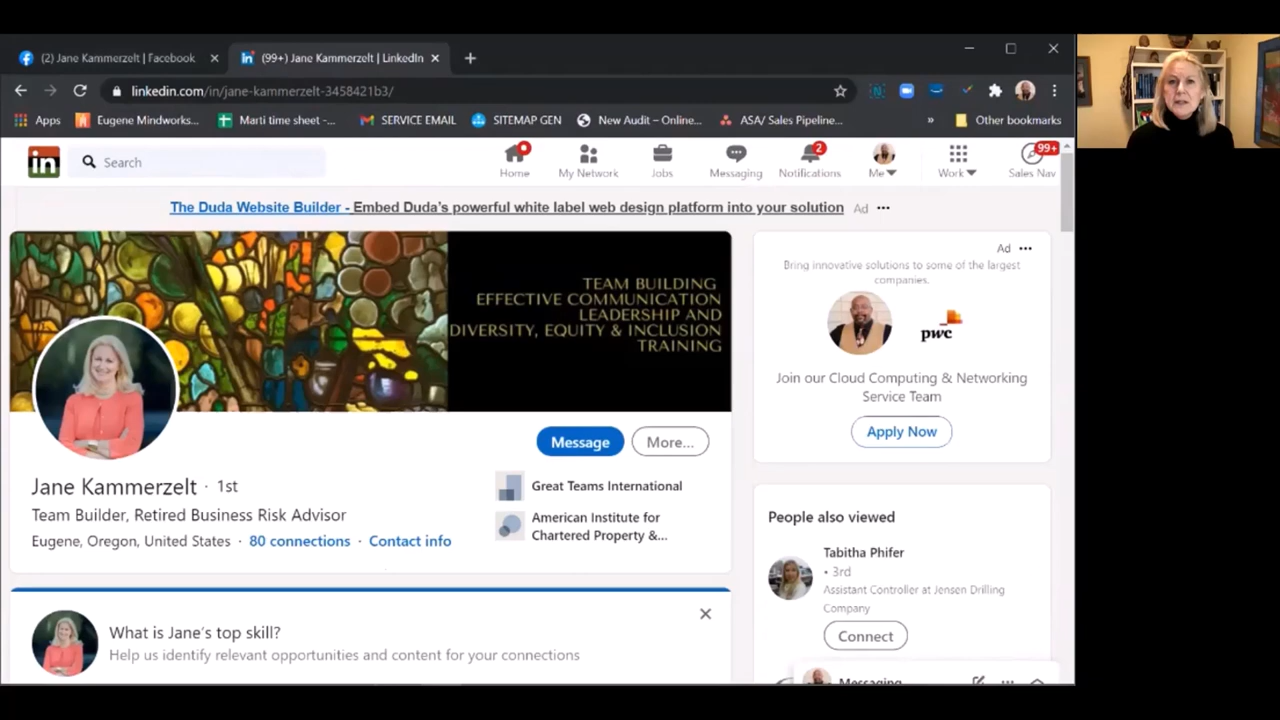 (2) Jane Kammerzelt | Facebook
(99+) Jane Kammerzelt | LinkedIn
linkedin.com/in/jane-kammerzelt-3458421b3/
Apps
Eugene Mindworks...
Marti time sheet -...
SERVICE EMAIL
SITEMAP GEN
New Audit – Online...
ASA/ Sales Pipeline...
»
Other bookmarks
in
Search
Home
My Network
Jobs
Messaging
2
Notifications
Me
Work
99+
Sales Nav
The Duda Website Builder - Embed Duda's powerful white label web design platform into your solution
Ad
TEAM BUILDING
EFFECTIVE COMMUNICATION
LEADERSHIP AND
DIVERSITY, EQUITY & INCLUSION
TRAINING
Message
More...
Jane Kammerzelt · 1st
Team Builder, Retired Business Risk Advisor
Eugene, Oregon, United States · 80 connections · Contact info
Great Teams International
American Institute for
Chartered Property &...
What is Jane's top skill?
Help us identify relevant opportunities and content for your connections
Ad
Bring innovative solutions to some of the largest
companies.
pwc
Join our Cloud Computing & Networking
Service Team
Apply Now
People also viewed
Tabitha Phifer
• 3rd
Assistant Controller at Jensen Drilling
Company
Connect
Messaging